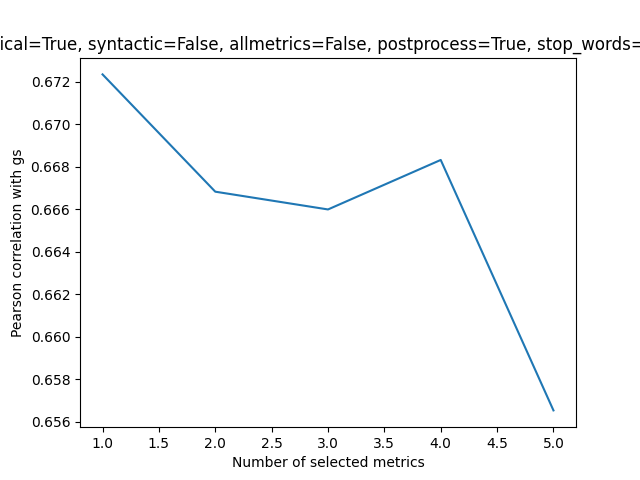 ical=True, syntactic=False, allmetrics=False, postprocess=True, stop_words=
0.672
0.670
0.668
0.666
0.664
0.662
0.660
0.658
0.656
Pearson correlation with gs
1.0 1.5 2.0 2.5 3.0 3.5 4.0 4.5 5.0
Number of selected metrics